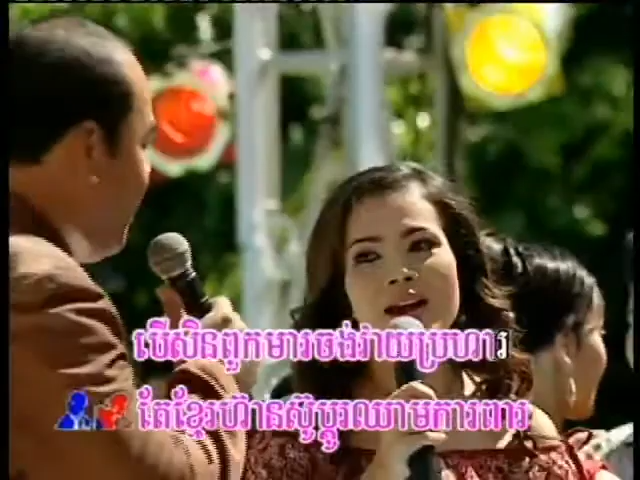 បើសិនពួកមារចង់វាយប្រហារ
តែខ្មែរហ៊ានស៊ូប្ដូរឈាមការពារ